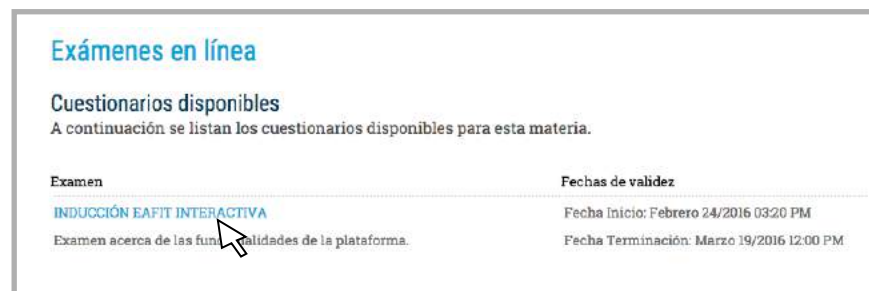 Exámenes en línea
Cuestionarios disponibles
A continuación se listan los cuestionarios disponibles para esta materia.
Examen Fechas de validez
INDUCCIÓN EAFIT INTERACTIVA Fecha Inicio: Febrero 24/2016 03:20 PM
Examen acerca de las de la plataforma. Fecha Terminación: Marzo 19/2016 12:00 PM